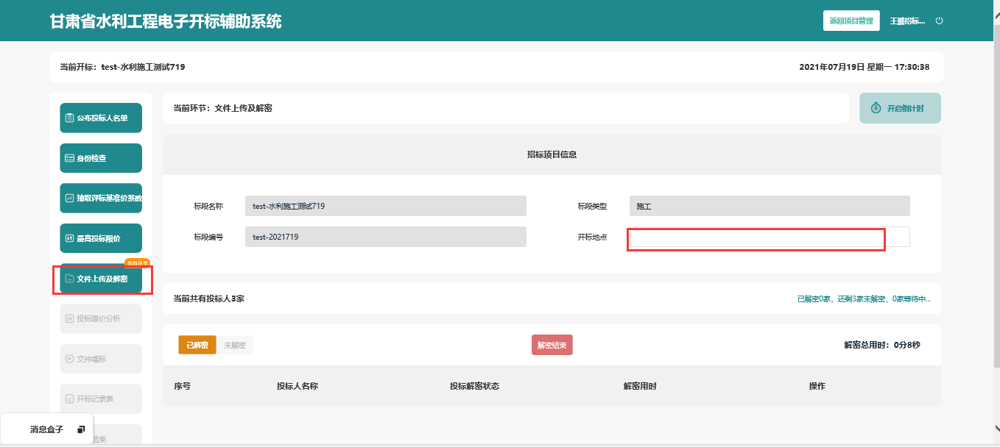 甘肃省水利工程电子开标辅助系统
返回项目管理 王鹏招标...
当前开标：test-水利施工测试719
2021年07月19日 星期一 17:30:38
公布投标人名单
身份检查
抽取评标基准价系数
最高投标限价
当前环节
文件上传及解密
投标限价分析
文件唱标
开标记录表
结束
消息盒子
当前环节：文件上传及解密
开启倒计时
招标项目信息
标段名称 test-水利施工测试719 标段类型 施工
标段编号 test-2021719 开标地点
当前共有投标人3家
已解密0家，还剩3家未解密，0家等待中...
已解密 未解密 解密结束 解密总用时：0分8秒
序号 投标人名称 投标解密状态 解密用时 操作